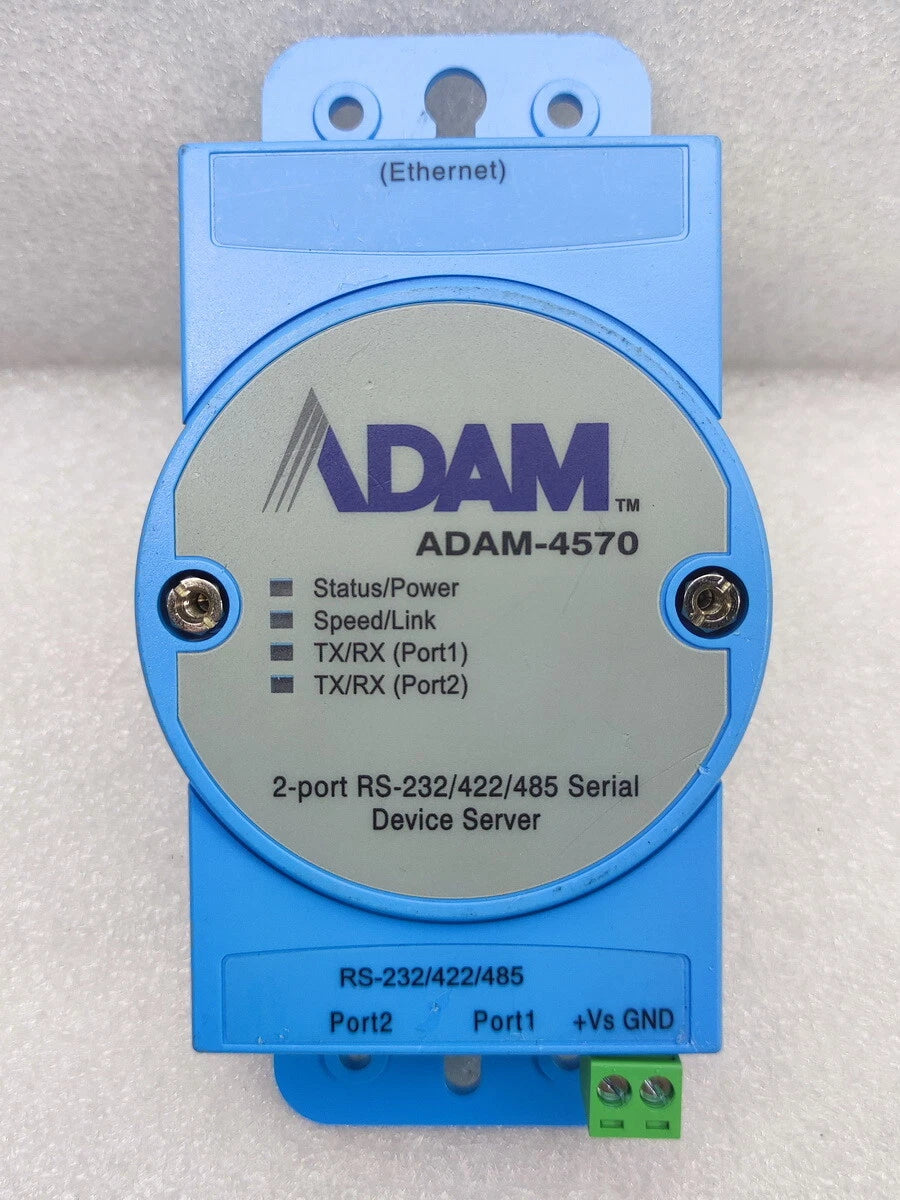 (Ethernet)
ADAM™
ADAM-4570
Status/Power
Speed/Link
TX/RX (Port1)
TX/RX (Port2)
2-port RS-232/422/485 Serial
Device Server
RS-232/422/485
Port2 Port1 +Vs GND